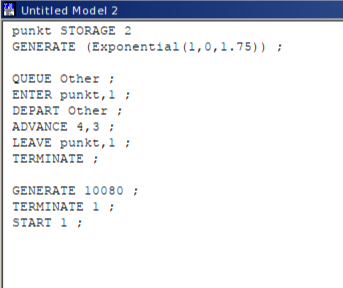 Untitled Model 2
punkt STORAGE 2
GENERATE (Exponential(1,0,1.75)) ;
QUEUE Other ;
ENTER punkt,1 ;
DEPART Other ;
ADVANCE 4,3 ;
LEAVE punkt,1 ;
TERMINATE ;
GENERATE 10080 ;
TERMINATE 1 ;
START 1 ;